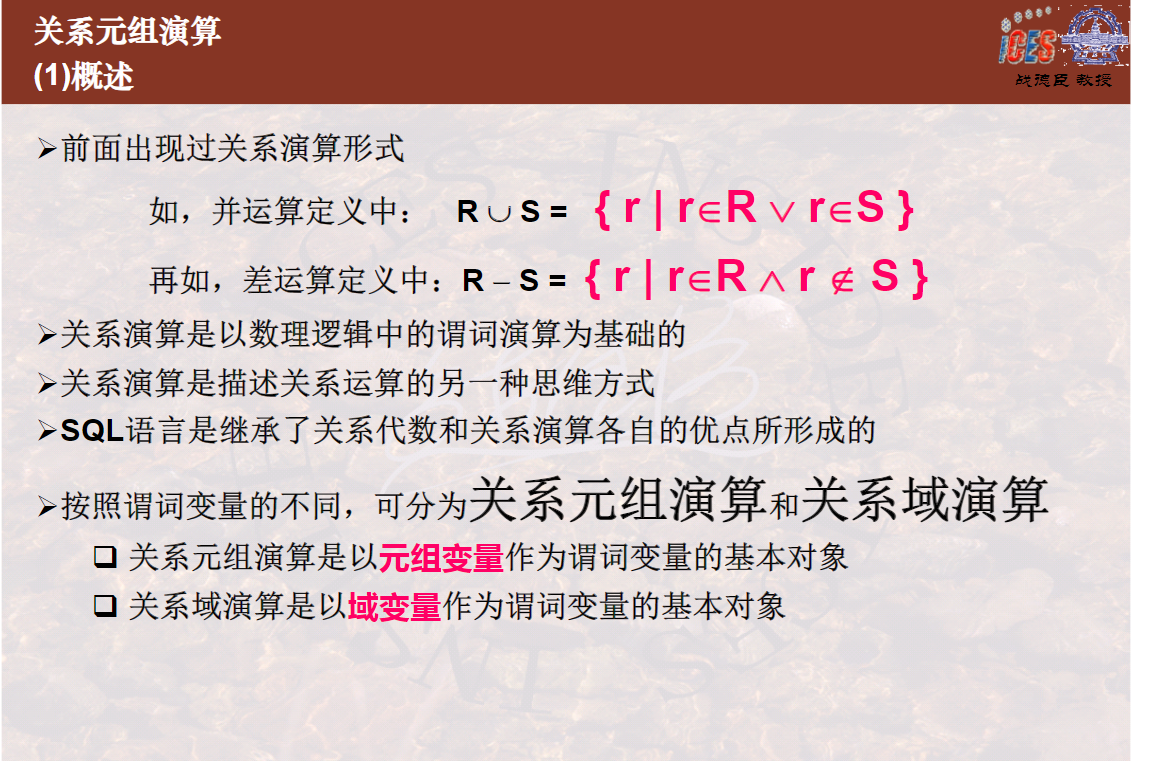 关系元组演算
(1)概述
iCES
战德臣 教授
➢前面出现过关系演算形式
如，并运算定义中： R ∪ S = { r | r∈R ∨ r∈S }
再如，差运算定义中：R – S = { r | r∈R ∧ r ∉ S }
➢关系演算是以数理逻辑中的谓词演算为基础的
➢关系演算是描述关系运算的另一种思维方式
➢SQL语言是继承了关系代数和关系演算各自的优点所形成的
➢按照谓词变量的不同，可分为关系元组演算和关系域演算
❑ 关系元组演算是以元组变量作为谓词变量的基本对象
❑ 关系域演算是以域变量作为谓词变量的基本对象